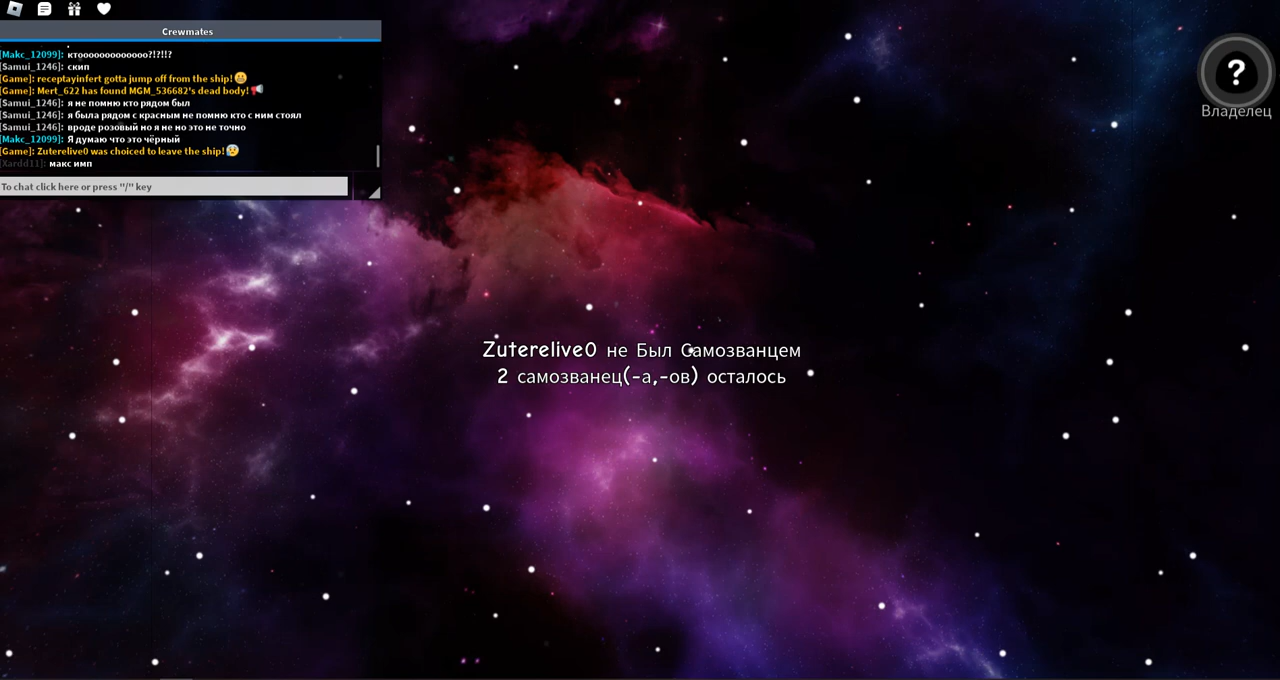 Crewmates
[Makc_12099]: ктооооооооооооо?!?!!?
[Samui_1246]: скип
[Game]: receptayinfert gotta jump off from the ship!😬
[Game]: Mert_622 has found MGM_536682's dead body!📢
[Samui_1246]: я не помню кто рядом был
[Samui_1246]: я была рядом с красным не помню кто с ним стоял
[Samui_1246]: вроде розовый но я не но это не точно
[Makc_12099]: Я думаю что это чёрный
[Game]: Zuterelive0 was choiced to leave the ship!😰
[Xardd11]: макс имп
To chat click here or press "/" key
?
Владелец
Zuterelive0 не Был Самозванцем
2 самозванец(-а,-ов) осталось